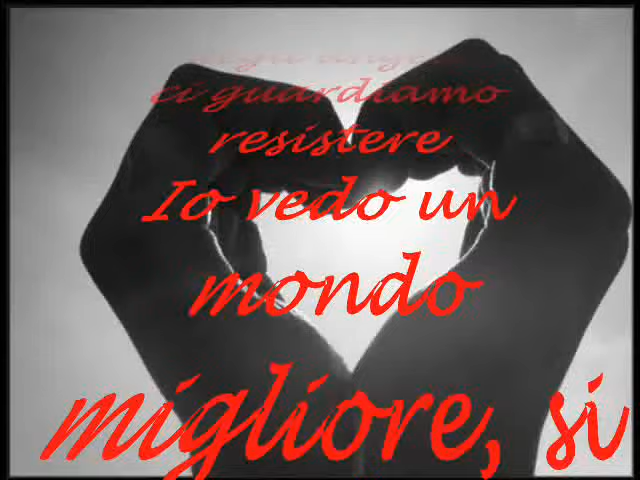 ci guardiamo
resistere
Io vedo un
mondo
migliore, si